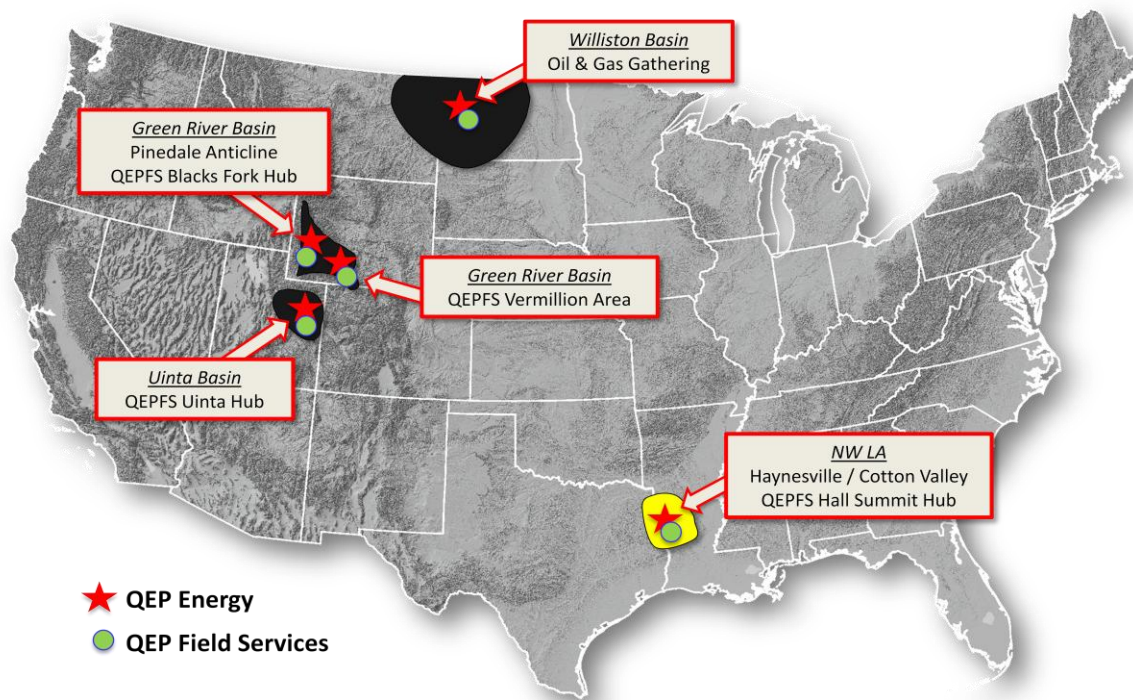 Williston Basin
Oil & Gas Gathering
Green River Basin
Pinedale Anticline
QEPFS Blacks Fork Hub
Green River Basin
QEPFS Vermillion Area
Uinta Basin
QEPFS Uinta Hub
NW LA
Haynesville / Cotton Valley
QEPFS Hall Summit Hub
QEP Energy
QEP Field Services